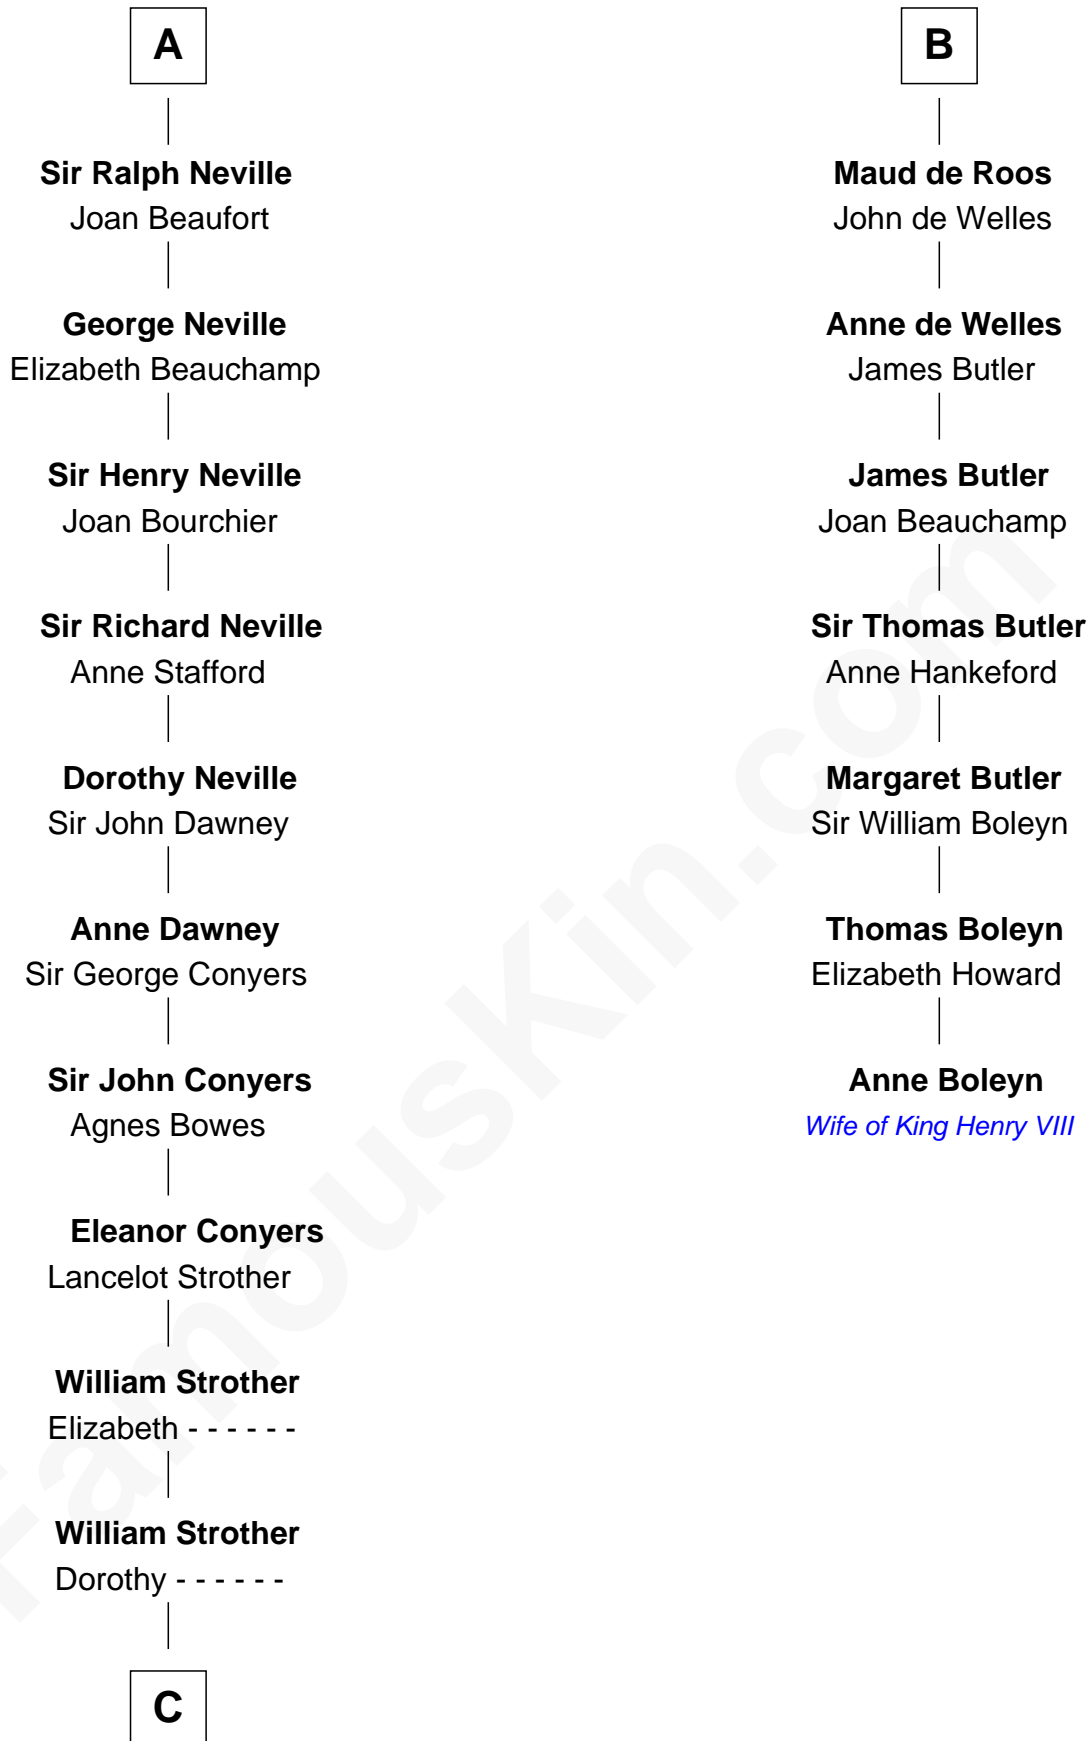 A
Sir Ralph Neville
Joan Beaufort
George Neville
Elizabeth Beauchamp
Sir Henry Neville
Joan Bourchier
Sir Richard Neville
Anne Stafford
Dorothy Neville
Sir John Dawney
Anne Dawney
Sir George Conyers
Sir John Conyers
Agnes Bowes
Eleanor Conyers
Lancelot Strother
William Strother
Elizabeth - - - - - -
William Strother
Dorothy - - - - - -
C
B
Maud de Roos
John de Welles
Anne de Welles
James Butler
James Butler
Joan Beauchamp
Sir Thomas Butler
Anne Hankeford
Margaret Butler
Sir William Boleyn
Thomas Boleyn
Elizabeth Howard
Anne Boleyn
Wife of King Henry VIII
FamousKin.com